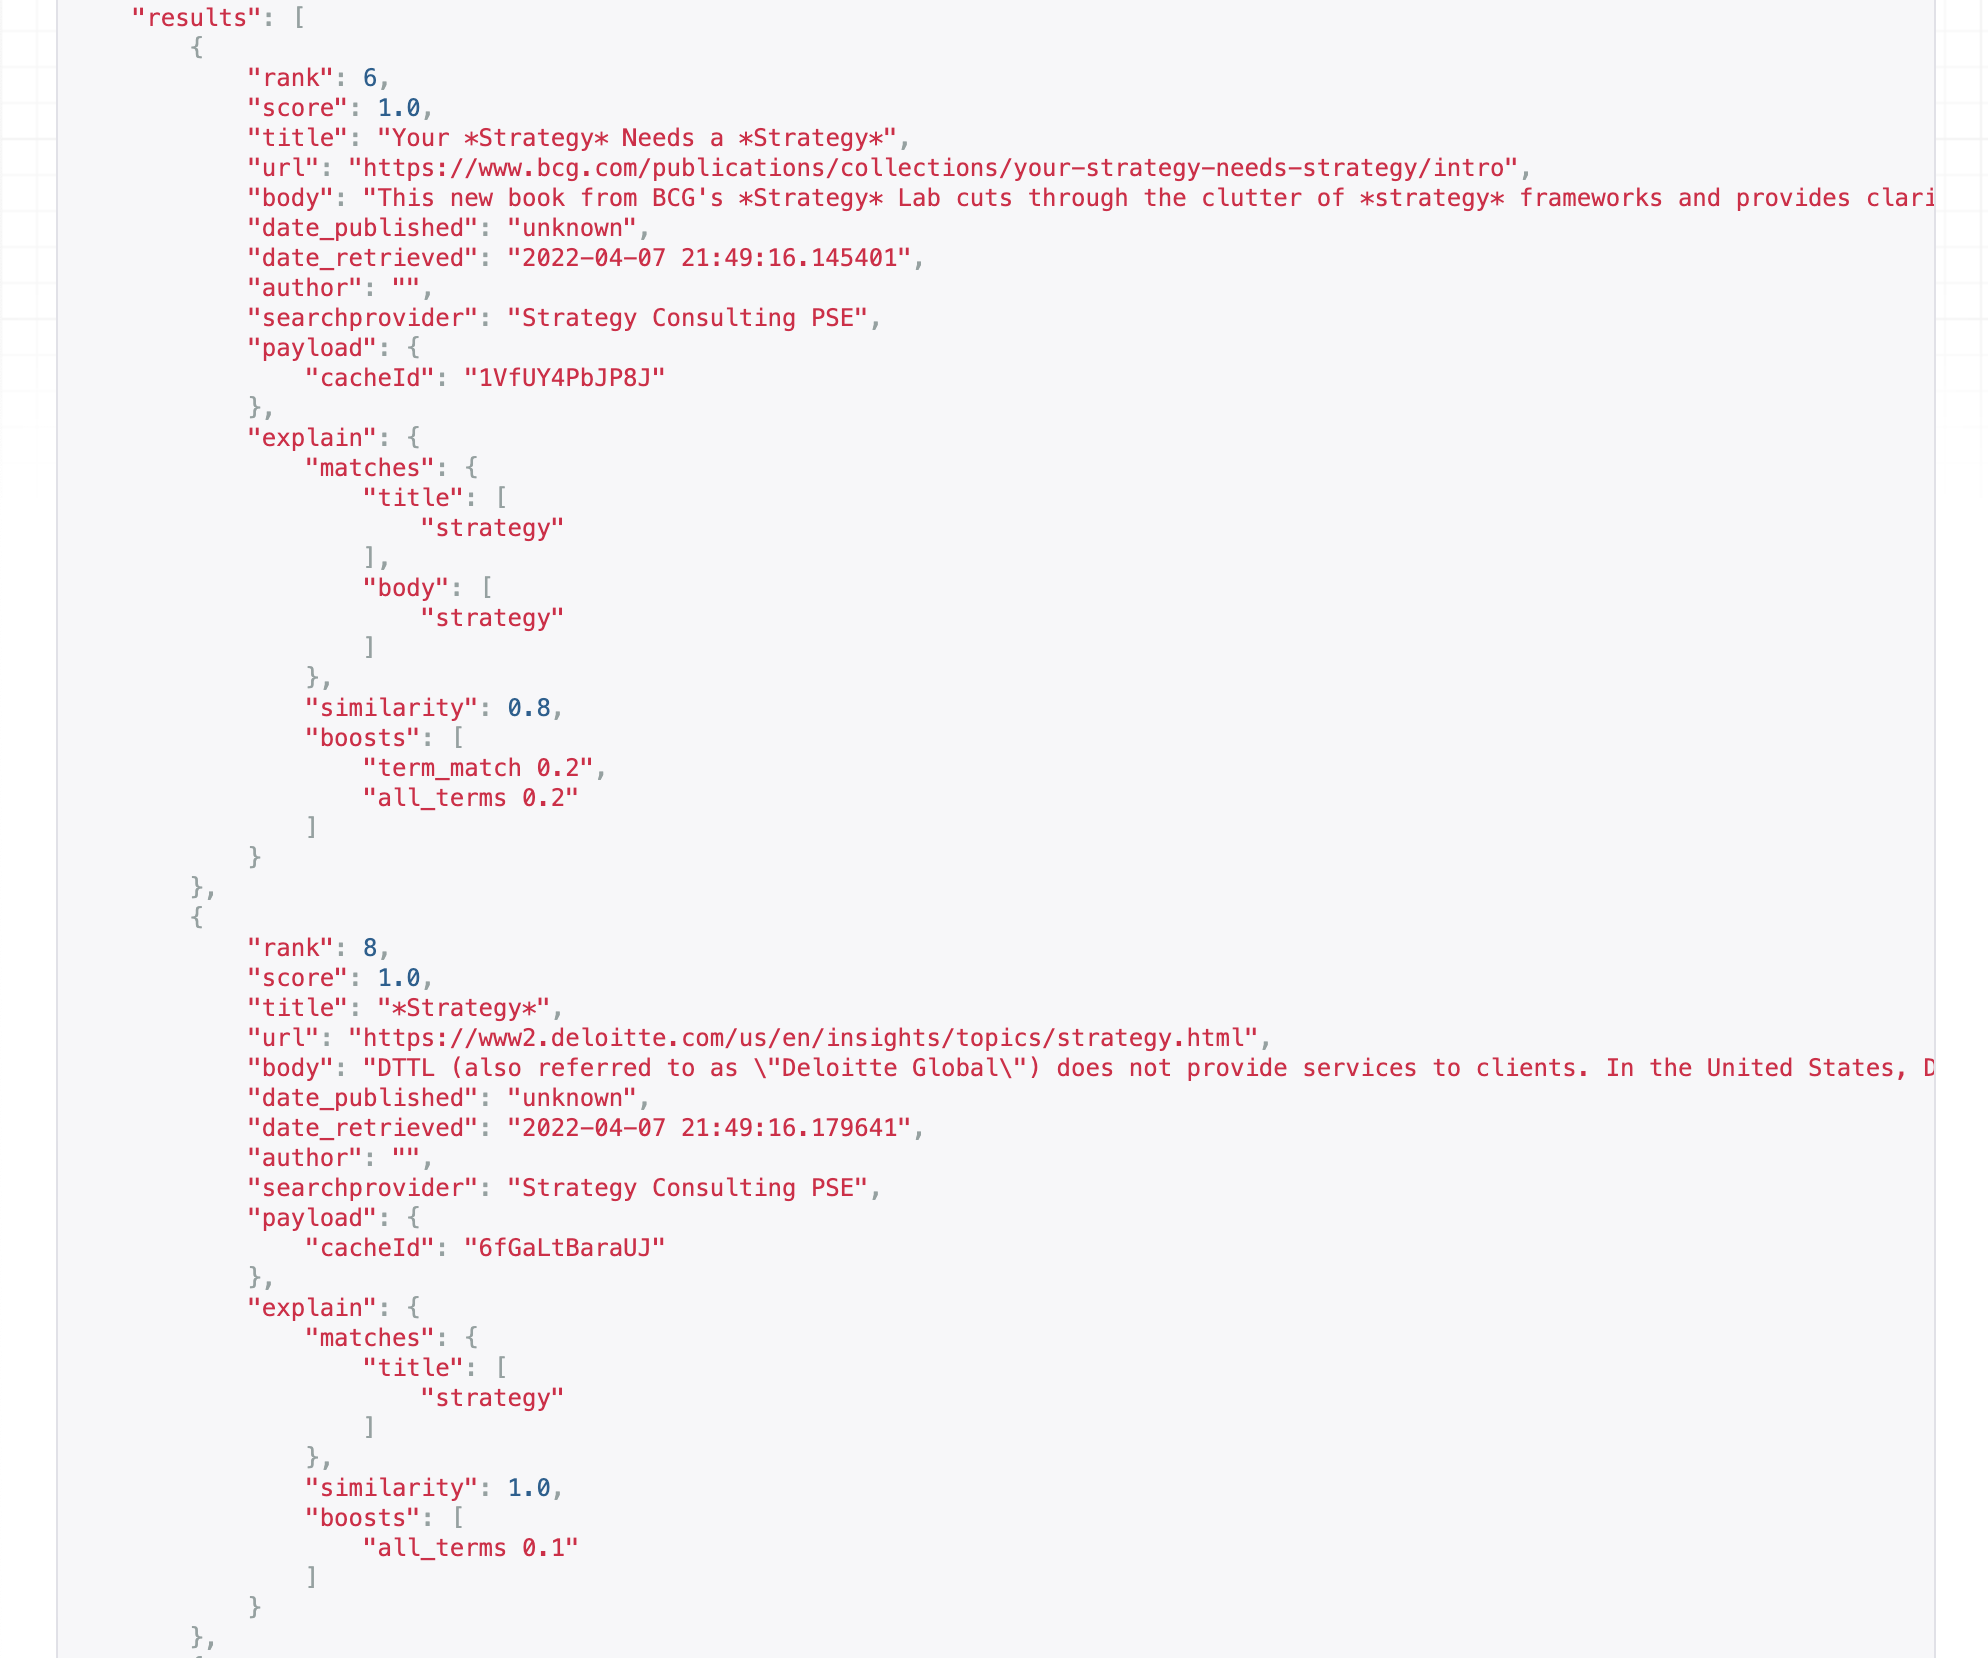 "results": [
{
"rank": 6,
"score": 1.0,
"title": "Your *Strategy* Needs a *Strategy*",
"url": "https://www.bcg.com/publications/collections/your-strategy-needs-strategy/intro",
"body": "This new book from BCG's *Strategy* Lab cuts through the clutter of *strategy* frameworks and provides clari
"date_published": "unknown",
"date_retrieved": "2022-04-07 21:49:16.145401",
"author": "",
"searchprovider": "Strategy Consulting PSE",
"payload": {
"cacheId": "1VfUY4PbJP8J"
},
"explain": {
"matches": {
"title": [
"strategy"
],
"body": [
"strategy"
]
},
"similarity": 0.8,
"boosts": [
"term_match 0.2",
"all_terms 0.2"
]
}
},
{
"rank": 8,
"score": 1.0,
"title": "*Strategy*",
"url": "https://www2.deloitte.com/us/en/insights/topics/strategy.html",
"body": "DTTL (also referred to as \"Deloitte Global\") does not provide services to clients. In the United States, D
"date_published": "unknown",
"date_retrieved": "2022-04-07 21:49:16.179641",
"author": "",
"searchprovider": "Strategy Consulting PSE",
"payload": {
"cacheId": "6fGaLtBaraUJ"
},
"explain": {
"matches": {
"title": [
"strategy"
]
},
"similarity": 1.0,
"boosts": [
"all_terms 0.1"
]
}
},